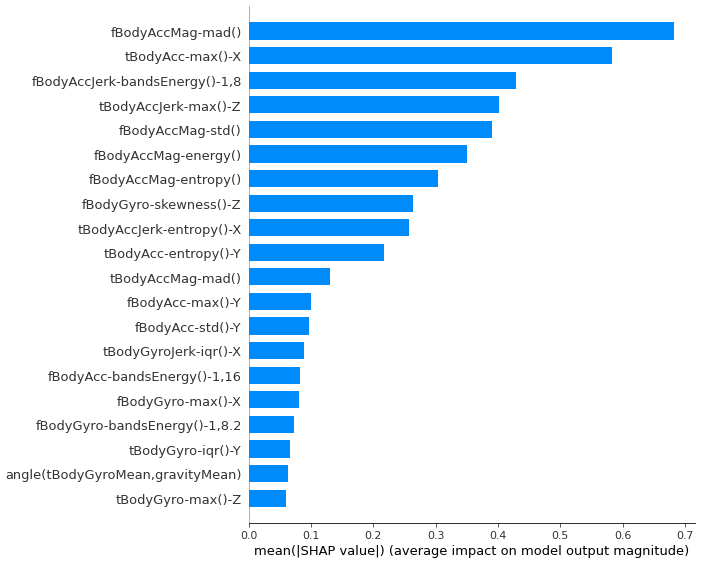 fBodyAccMag-mad()
tBodyAcc-max()-X
fBodyAccJerk-bandsEnergy()-1,8
tBodyAccJerk-max()-Z
fBodyAccMag-std()
fBodyAccMag-energy()
fBodyAccMag-entropy()
fBodyGyro-skewness()-Z
tBodyAccJerk-entropy()-X
tBodyAcc-entropy()-Y
tBodyAccMag-mad()
fBodyAcc-max()-Y
fBodyAcc-std()-Y
tBodyGyroJerk-iqr()-X
fBodyAcc-bandsEnergy()-1,16
fBodyGyro-max()-X
fBodyGyro-bandsEnergy()-1,8.2
tBodyGyro-iqr()-Y
angle(tBodyGyroMean,gravityMean)
tBodyGyro-max()-Z
0.0 0.1 0.2 0.3 0.4 0.5 0.6 0.7
mean(|SHAP value|) (average impact on model output magnitude)